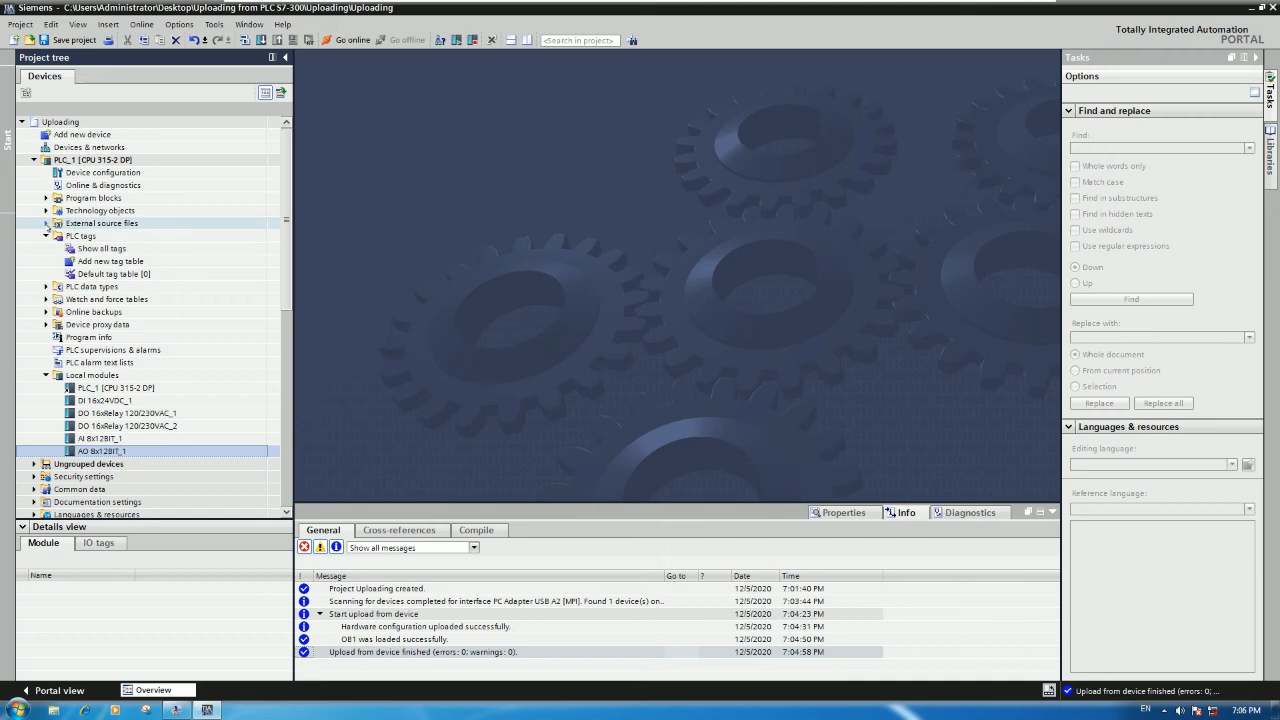 Siemens - C:\Users\Administrator\Desktop\Uploading from PLC S7-300\Uploading\Uploading
Project Edit View Insert Online Options Tools Window Help
Totally Integrated Automation
PORTAL
Save project Go online Go offline <Search in project>
Project tree
Devices
Start
Uploading
Add new device
Devices & networks
PLC_1 [CPU 315-2 DP]
Device configuration
Online & diagnostics
Program blocks
Technology objects
External source files
PLC tags
Show all tags
Add new tag table
Default tag table [0]
PLC data types
Watch and force tables
Online backups
Device proxy data
Program info
PLC supervisions & alarms
PLC alarm text lists
Local modules
PLC_1 [CPU 315-2 DP]
DI 16x24VDC_1
DO 16xRelay 120/230VAC_1
DO 16xRelay 120/230VAC_2
AI 8x12BIT_1
AO 8x12BIT_1
Ungrouped devices
Security settings
Common data
Documentation settings
Languages & resources
Details view
Module IO tags
Name
Properties Info Diagnostics
General Cross-references Compile
Show all messages
! Message Go to ? Date Time
Project Uploading created. 12/5/2020 7:01:40 PM
Scanning for devices completed for interface PC Adapter USB A2 [MPI]. Found 1 device(s) on.. 12/5/2020 7:03:44 PM
Start upload from device 12/5/2020 7:04:23 PM
Hardware configuration uploaded successfully. 12/5/2020 7:04:31 PM
OB1 was loaded successfully. 12/5/2020 7:04:50 PM
Upload from device finished (errors: 0; warnings: 0). 12/5/2020 7:04:58 PM
Tasks
Options
Find and replace
Find:
Whole words only
Match case
Find in substructures
Find in hidden texts
Use wildcards
Use regular expressions
Down
Up
Find
Replace with:
Whole document
From current position
Selection
Replace Replace all
Languages & resources
Editing language:
Reference language:
Tasks
Libraries
Portal view Overview
Upload from device finished (errors: 0; ...
EN 7:06 PM